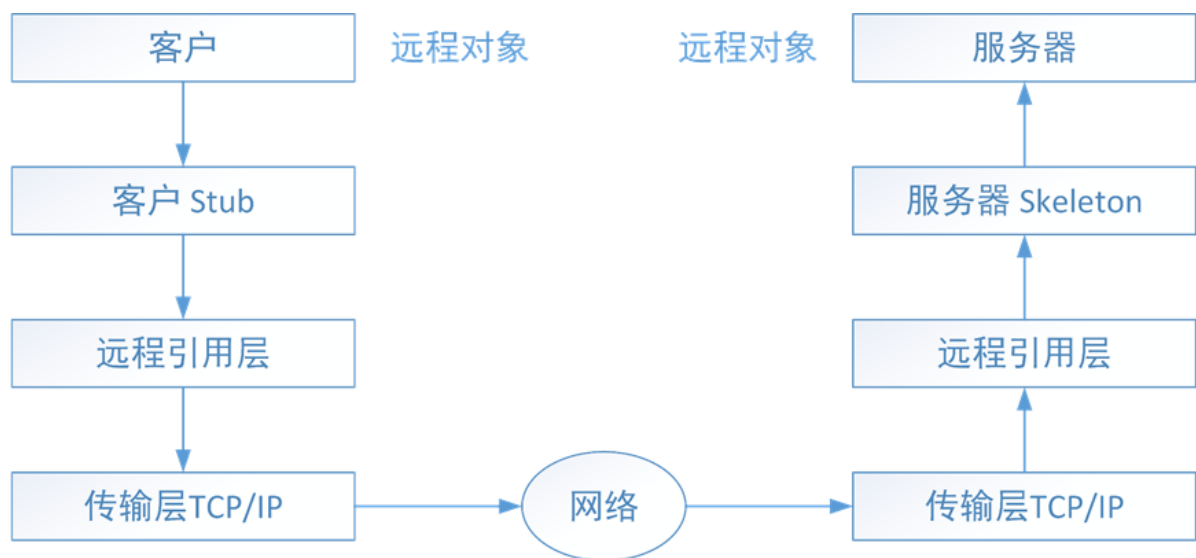 客户
远程对象
远程对象
服务器
客户 Stub
服务器 Skeleton
远程引用层
远程引用层
传输层TCP/IP
网络
传输层TCP/IP